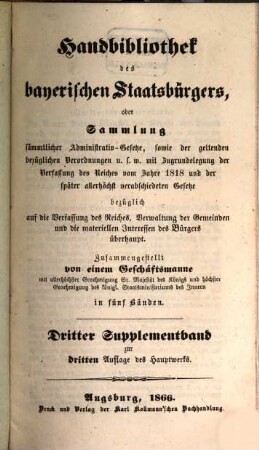 Handbibliothek
des
bayerischen Staatsbürgers,
oder
Sammlung
sämmtlicher Administrativ-Gesetze, sowie der geltenden
bezüglichen Verordnungen u. s. w. mit Zugrundelegung der
Verfassung des Reiches vom Jahre 1818 und der
später allerhöchst verabschiedeten Gesetze
bezüglich
auf die Verfassung des Reiches, Verwaltung der Gemeinden
und die materiellen Interessen des Bürgers
überhaupt.
Zusammengestellt
von einem Geschäftsmanne
mit allerhöchster Genehmigung Sr. Majestät des Königs und höchster
Genehmigung des Königl. Staatsministeriums des Innern
in fünf Bänden.
Dritter Supplementband
zur
dritten Auflage des Hauptwerks.
Augsburg, 1866.
Druck und Verlag der Karl Kollmann'schen Buchhandlung.